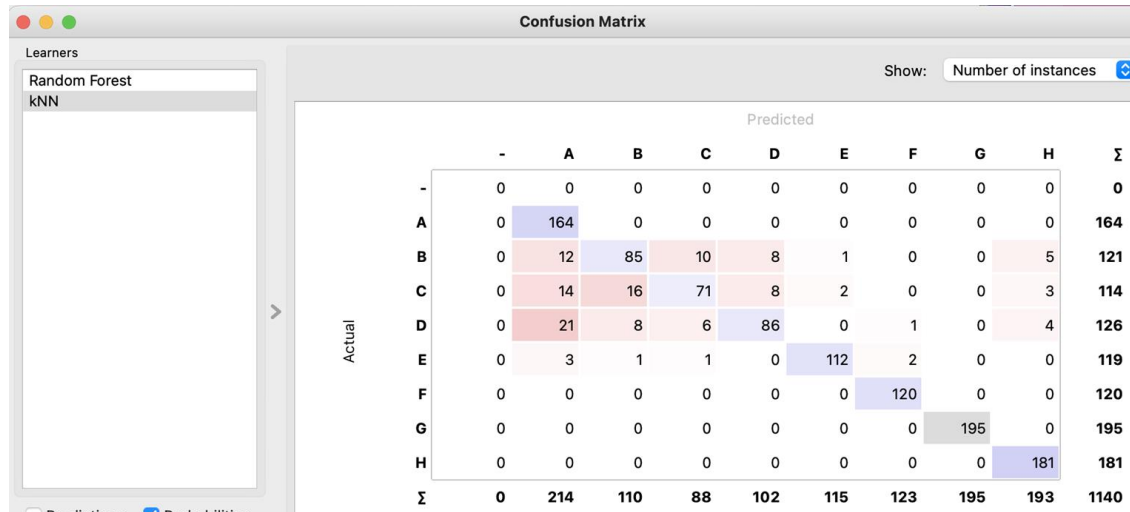 Confusion Matrix
Learners
Random Forest
kNN
Show: Number of instances
Predicted
- A B C D E F G H Σ
- 0 0 0 0 0 0 0 0 0 0
A 0 164 0 0 0 0 0 0 0 164
B 0 12 85 10 8 1 0 0 5 121
C 0 14 16 71 8 2 0 0 3 114
Actual
D 0 21 8 6 86 0 1 0 4 126
E 0 3 1 1 0 112 2 0 0 119
F 0 0 0 0 0 0 120 0 0 120
G 0 0 0 0 0 0 0 195 0 195
H 0 0 0 0 0 0 0 0 181 181
Σ 0 214 110 88 102 115 123 195 193 1140